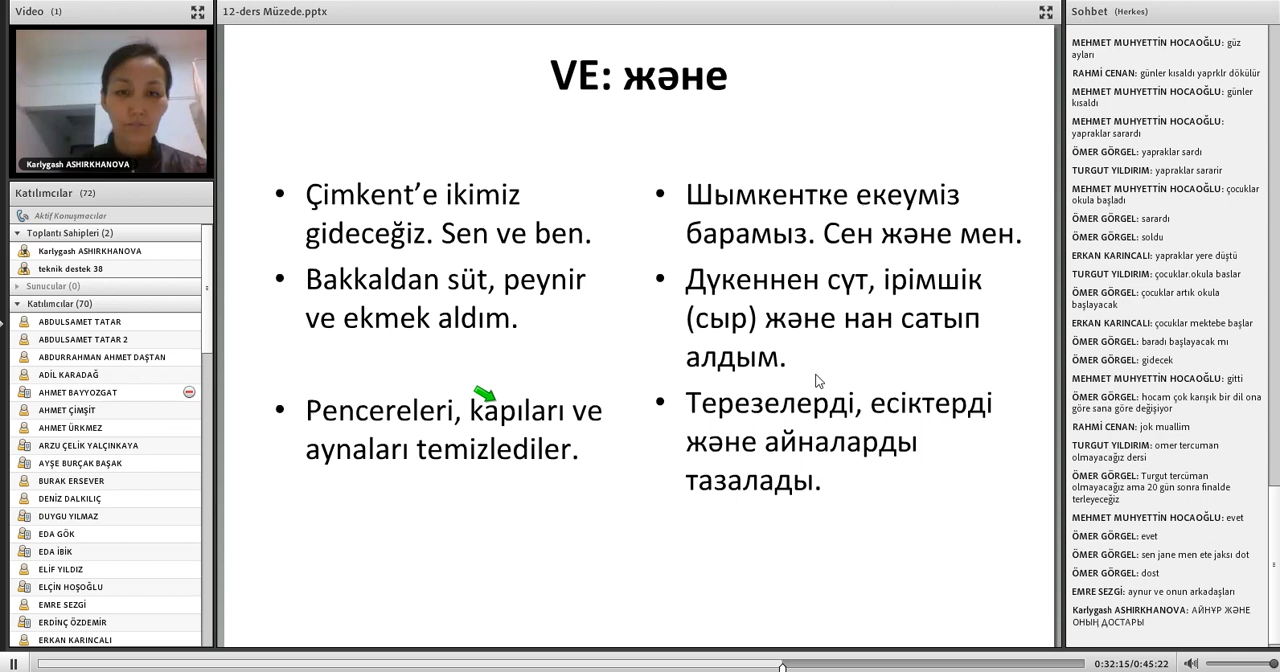 Video (1)
Karlygash ASHIRKHANOVA
Katılımcılar (72)
Aktif Konuşmacılar
Toplantı Sahipleri (2)
Karlygash ASHIRKHANOVA
teknik destek 38
Sunucular (0)
Katılımcılar (70)
ABDULSAMET TATAR
ABDULSAMET TATAR 2
ABDURRAHMAN AHMET DAŞTAN
ADİL KARADAĞ
AHMET BAYYOZGAT
AHMET ÇİMŞİT
AHMET ÜRKMEZ
ARZU ÇELİK YALÇINKAYA
AYŞE BURÇAK BAŞAK
BURAK ERSEVER
DENİZ DALKILIÇ
DUYGU YILMAZ
EDA GÖK
EDA İBİK
ELİF YILDIZ
ELÇİN HOŞOĞLU
EMRE SEZGİ
ERDİNÇ ÖZDEMİR
ERKAN KARINCALI
12-ders Müzede.pptx
VE: және
• Çimkent’e ikimiz
gideceğiz. Sen ve ben.
• Bakkaldan süt, peynir
ve ekmek aldım.
• Pencereleri, kapıları ve
aynaları temizlediler.
• Шымкентке екеуміз
барамыз. Сен және мен.
• Дүкеннен сүт, ірімшік
(сыр) және нан сатып
алдым.
• Терезелерді, есіктерді
және айналарды
тазалады.
Sohbet (Herkes)
MEHMET MUHYETTİN HOCAOĞLU: güz
ayları
RAHMİ CENAN: günler kısaldı yaprklr dökülür
MEHMET MUHYETTİN HOCAOĞLU: günler
kısaldı
MEHMET MUHYETTİN HOCAOĞLU:
yapraklar sarardı
ÖMER GÖRGEL: yapraklar sardı
TURGUT YILDIRIM: yapraklar sararir
MEHMET MUHYETTİN HOCAOĞLU: çocuklar
okula başladı
ÖMER GÖRGEL: sarardı
ÖMER GÖRGEL: soldu
ERKAN KARINCALI: yapraklar yere düştü
TURGUT YILDIRIM: çocuklar.okula baslar
ÖMER GÖRGEL: çocuklar artık okula
başlayacak
ERKAN KARINCALI: çocuklar mektebe başlar
ÖMER GÖRGEL: baradı başlayacak mı
ÖMER GÖRGEL: gidecek
MEHMET MUHYETTİN HOCAOĞLU: gitti
ÖMER GÖRGEL: hocam çok karışık bir dil ona
göre sana göre değişiyor
RAHMİ CENAN: jok muallim
TURGUT YILDIRIM: omer tercuman
olmayacağız dersi
ÖMER GÖRGEL: Turgut tercüman
olmayacağız ama 20 gün sonra finalde
terleyeceğiz
MEHMET MUHYETTİN HOCAOĞLU: evet
ÖMER GÖRGEL: evet
ÖMER GÖRGEL: sen jane men ete jaksı dot
ÖMER GÖRGEL: dost
EMRE SEZGİ: aynur ve onun arkadaşları
Karlygash ASHIRKHANOVA: АЙНҰР ЖӘНЕ
ОНЫҢ ДОСТАРЫ
0:32:15/0:45:22